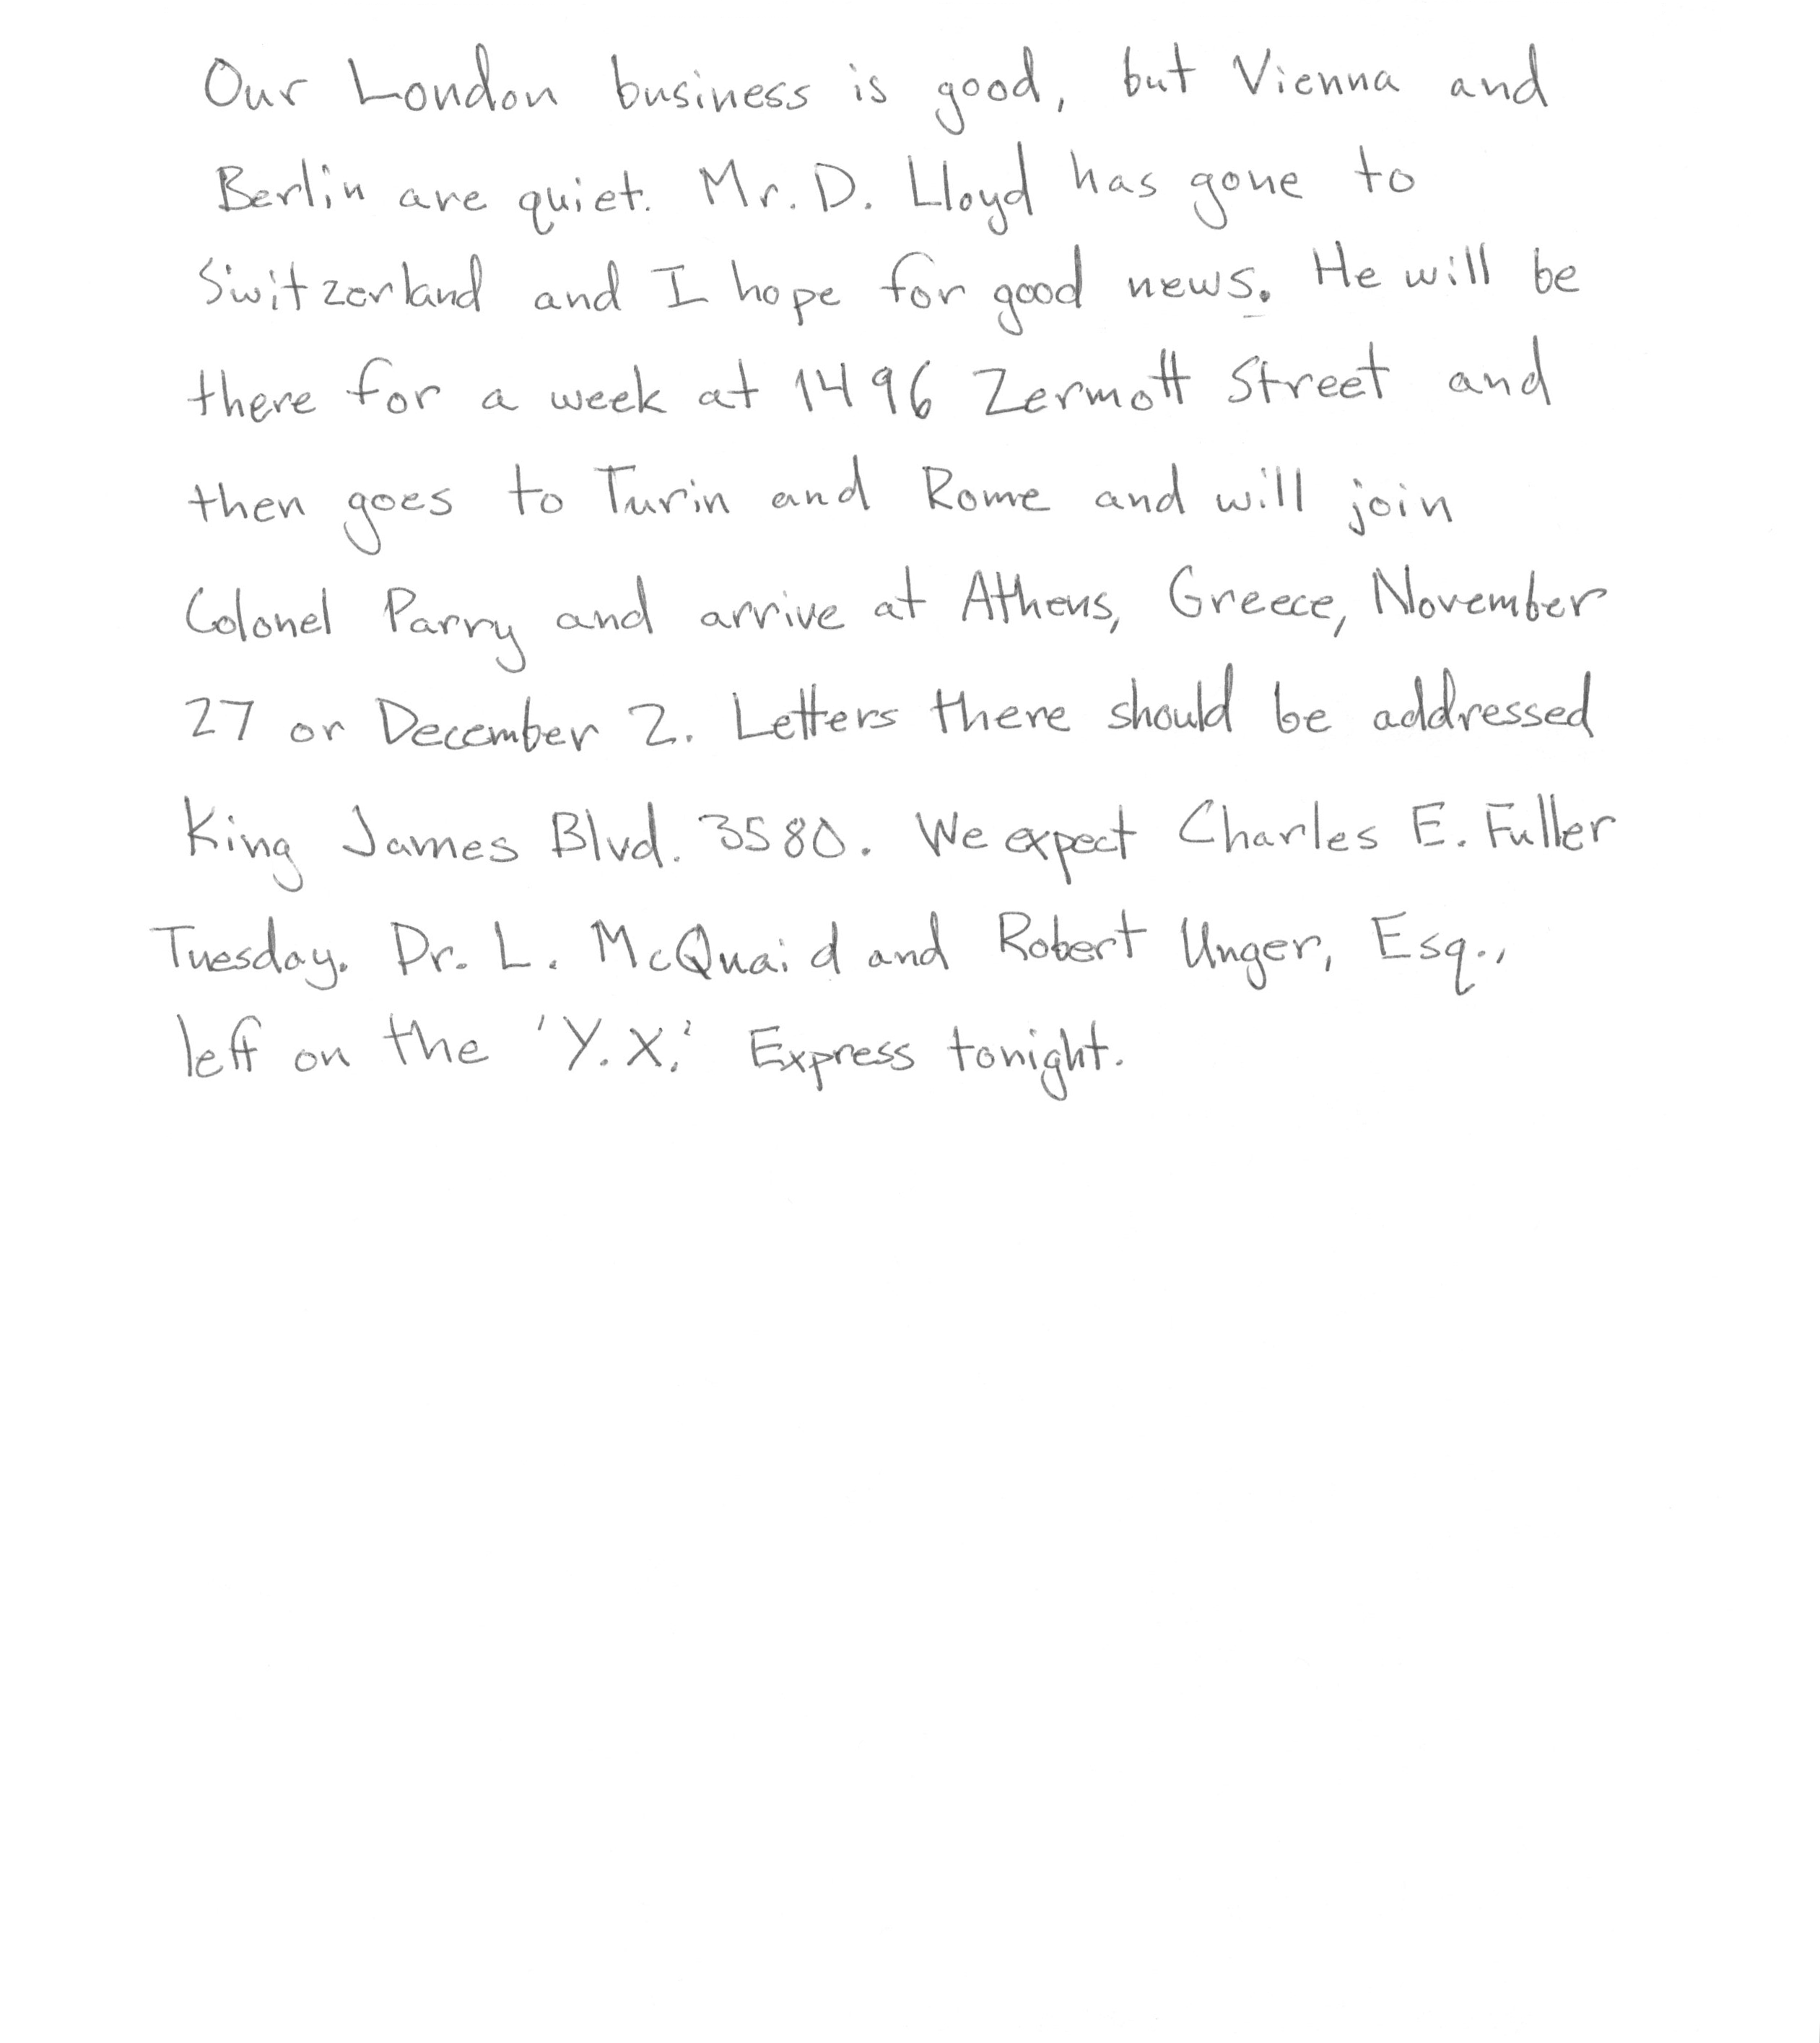 Our London business is good, but Vienna and
Berlin are quiet. Mr. D. Lloyd has gone to
Switzerland and I hope for good news. He will be
there for a week at 1496 Zermott Street and
then goes to Turin and Rome and will join
Colonel Parry and arrive at Athens, Greece, November
27 or December 2. Letters there should be addressed
King James Blvd. 3580. We expect Charles E. Fuller
Tuesday. Dr. L. McQuaid and Robert Unger, Esq.,
left on the 'Y.X.' Express tonight.